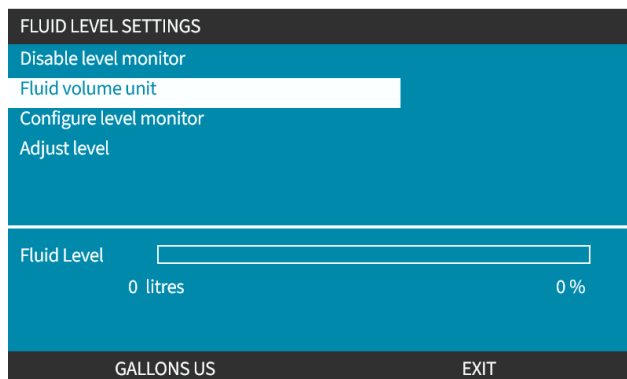 FLUID LEVEL SETTINGS
Disable level monitor
Fluid volume unit
Configure level monitor
Adjust level
Fluid Level
0 litres 0 %
GALLONS US EXIT